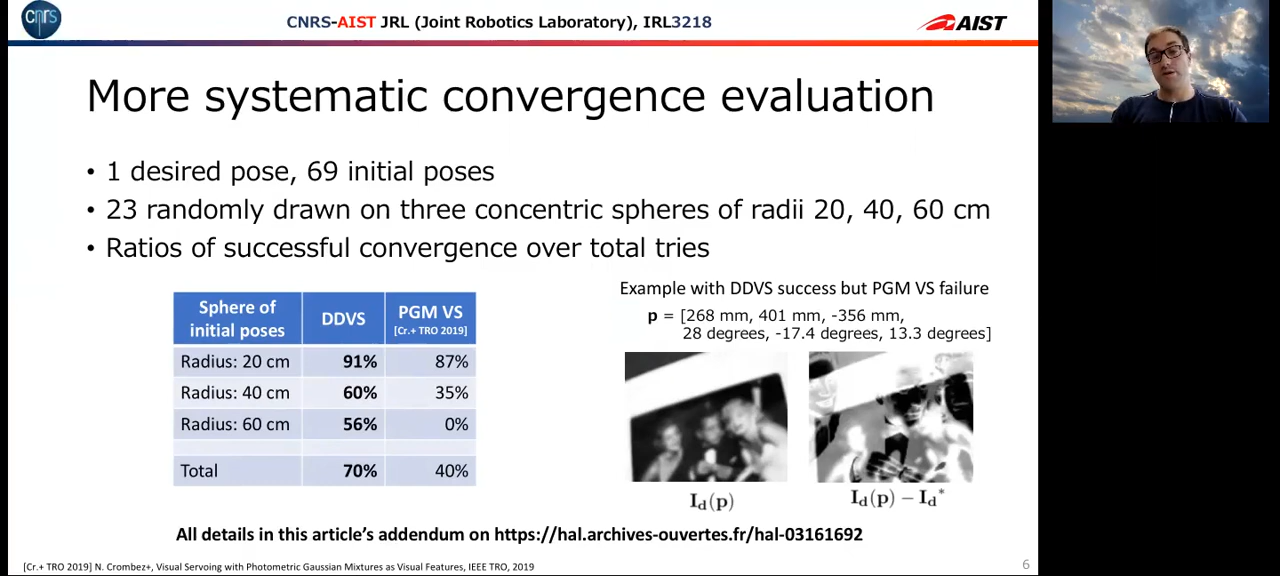 cnrs
CNRS-AIST JRL (Joint Robotics Laboratory), IRL3218
AIST
More systematic convergence evaluation
• 1 desired pose, 69 initial poses
• 23 randomly drawn on three concentric spheres of radii 20, 40, 60 cm
• Ratios of successful convergence over total tries
Sphere of
initial poses
DDVS
PGM VS
[Cr.+ TRO 2019]
Radius: 20 cm 91% 87%
Radius: 40 cm 60% 35%
Radius: 60 cm 56% 0%
Total 70% 40%
Example with DDVS success but PGM VS failure
p = [268 mm, 401 mm, -356 mm,
28 degrees, -17.4 degrees, 13.3 degrees]
I_d(p)
I_d(p) − I_d*
All details in this article's addendum on https://hal.archives-ouvertes.fr/hal-03161692
[Cr.+ TRO 2019] N. Crombez+, Visual Servoing with Photometric Gaussian Mixtures as Visual Features, IEEE TRO, 2019
6